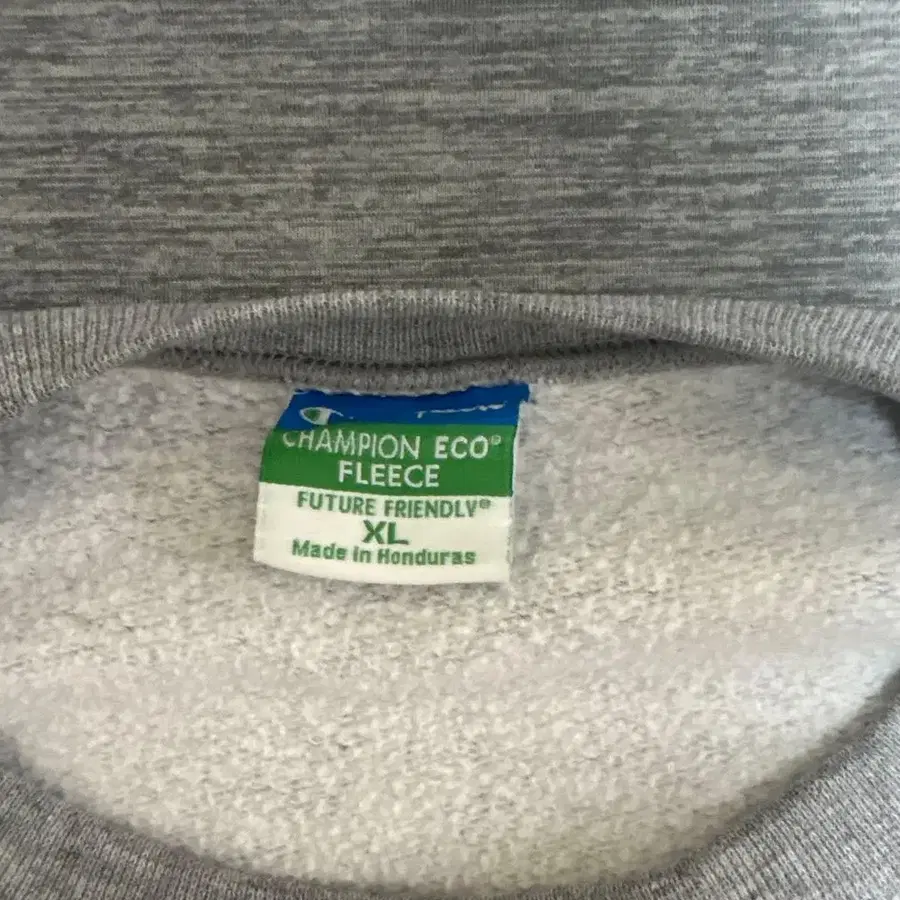 CHAMPION ECO®
FLEECE
FUTURE FRIENDLY®
XL
Made in Honduras